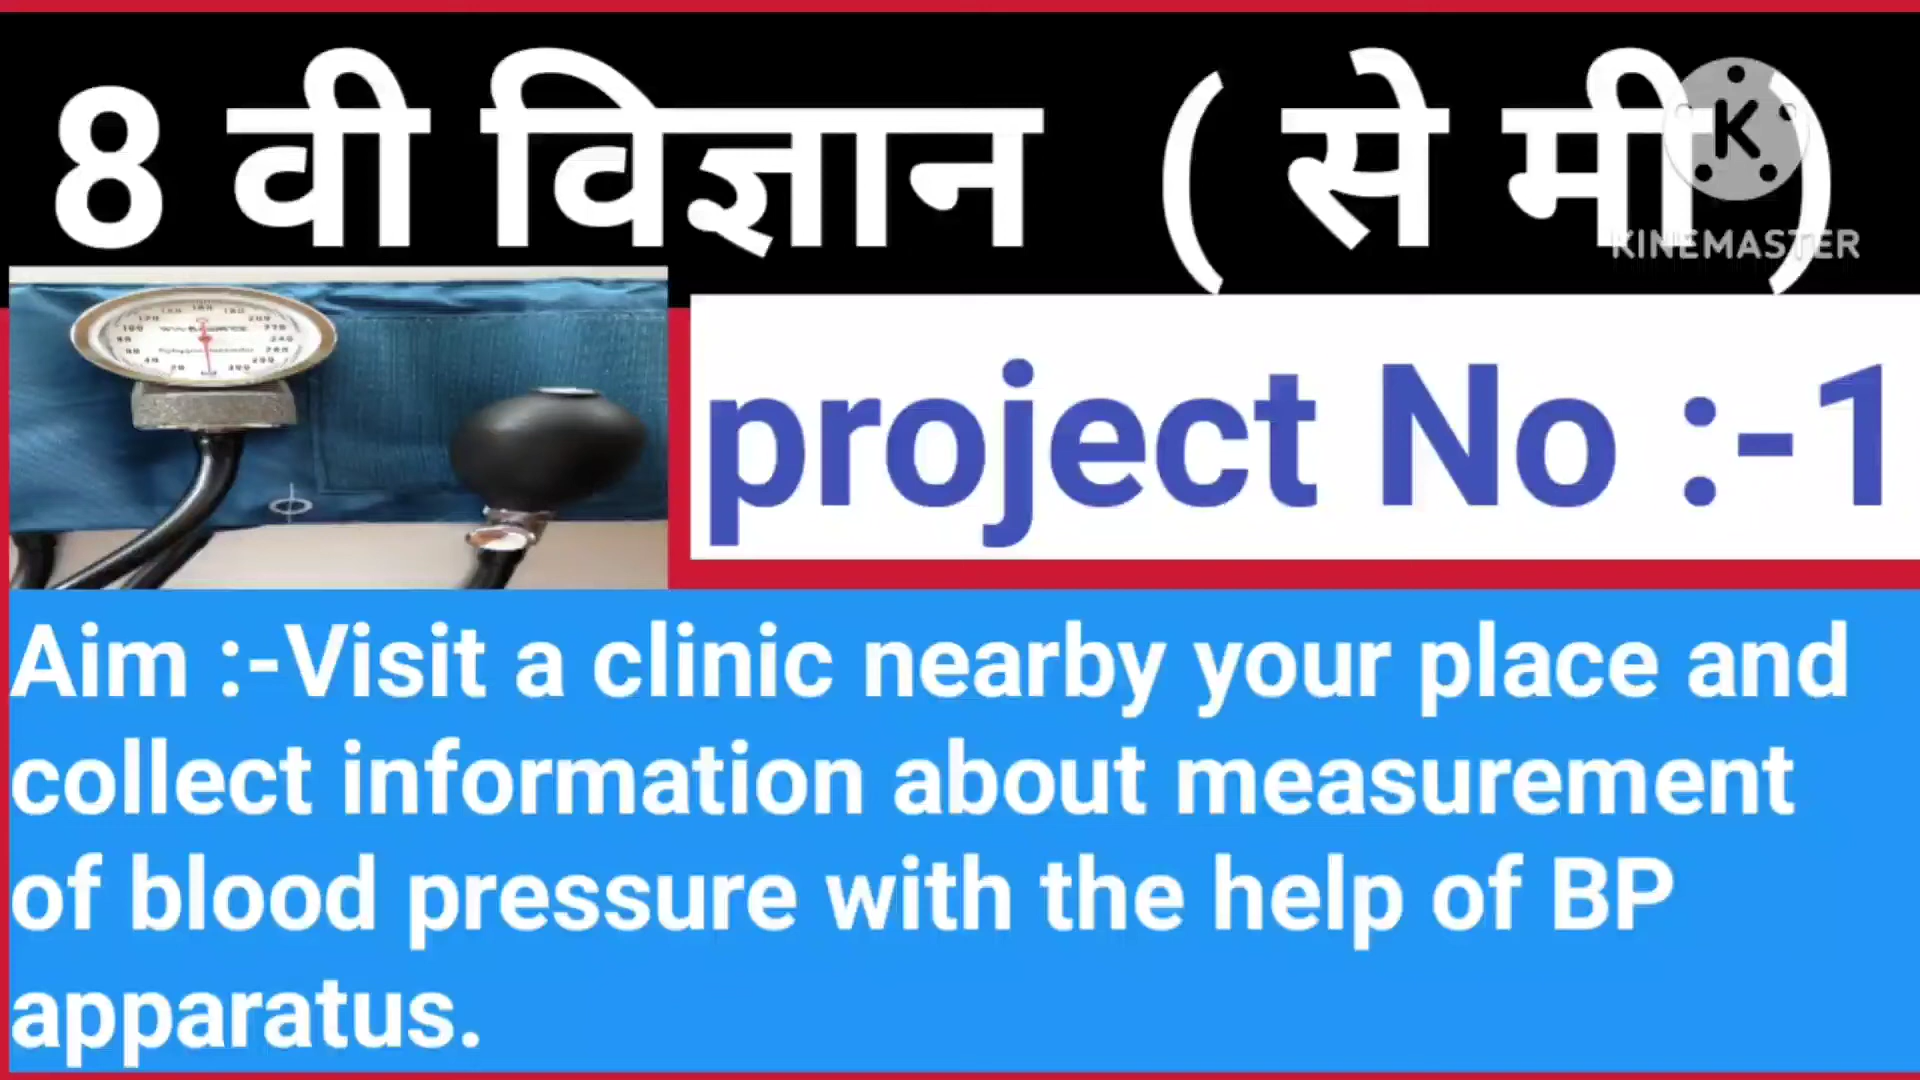 8 वी विज्ञान ( से मी )
KINEMASTER
project No :-1
Aim :-Visit a clinic nearby your place and
collect information about measurement
of blood pressure with the help of BP
apparatus.